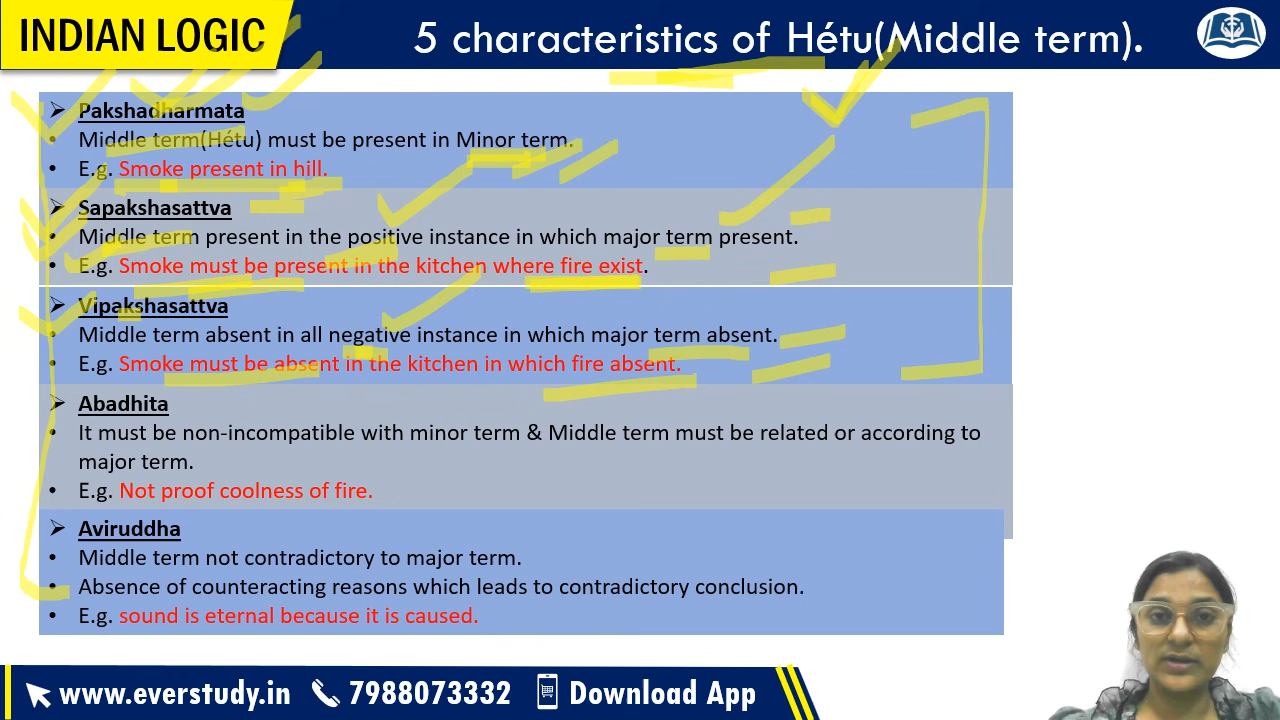 INDIAN LOGIC
5 characteristics of Hétu(Middle term).
➢ Pakshadharmata
• Middle term(Hétu) must be present in Minor term.
• E.g. Smoke present in hill.
➢ Sapakshasattva
• Middle term present in the positive instance in which major term present.
• E.g. Smoke must be present in the kitchen where fire exist.
➢ Vipakshasattva
• Middle term absent in all negative instance in which major term absent.
• E.g. Smoke must be absent in the kitchen in which fire absent.
➢ Abadhita
• It must be non-incompatible with minor term & Middle term must be related or according to
major term.
• E.g. Not proof coolness of fire.
➢ Aviruddha
• Middle term not contradictory to major term.
• Absence of counteracting reasons which leads to contradictory conclusion.
• E.g. sound is eternal because it is caused.
www.everstudy.in 7988073332 Download App